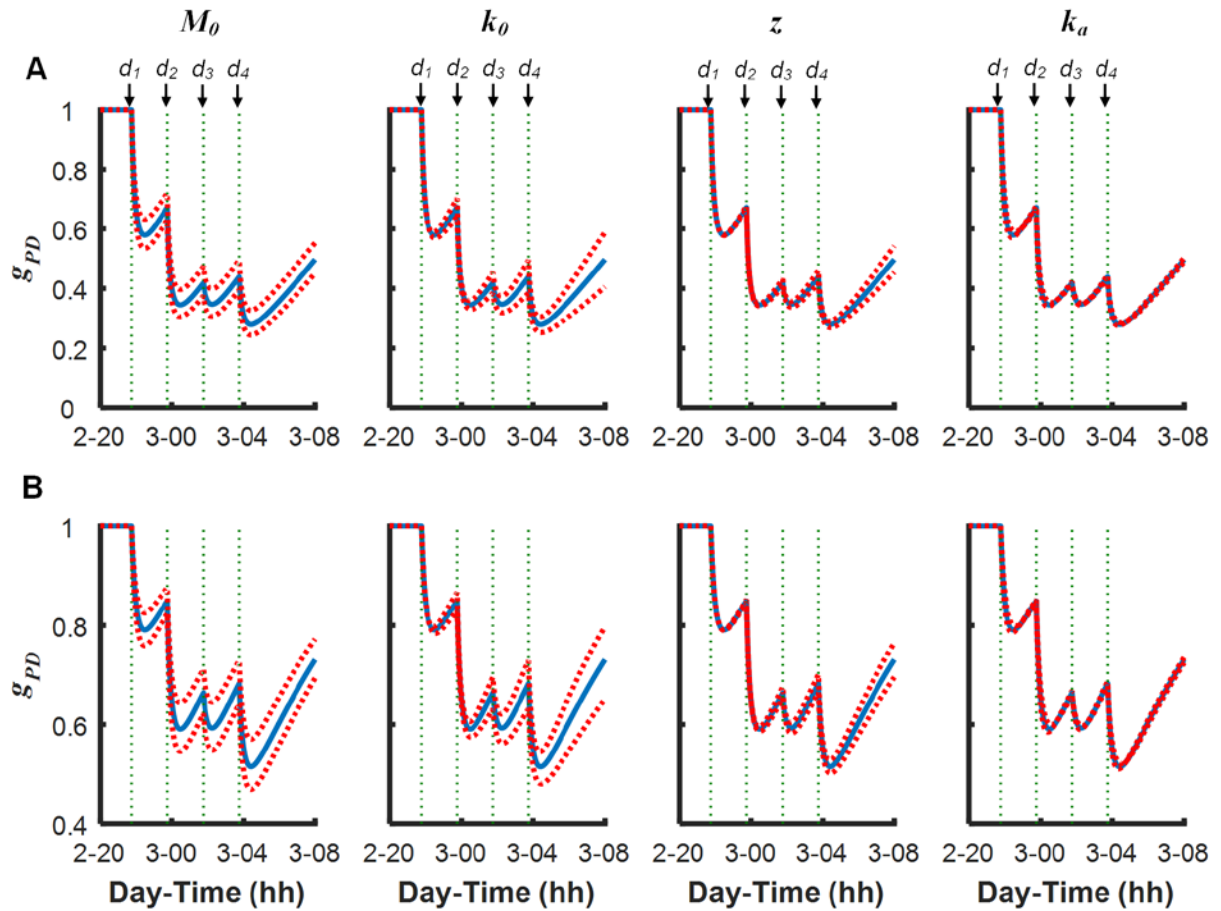 M0 k0 z ka
A d1 d2 d3 d4 d1 d2 d3 d4 d1 d2 d3 d4 d1 d2 d3 d4
1
0.8
0.6
0.4
0.2
0
gPD
2-20 3-00 3-04 3-08 2-20 3-00 3-04 3-08 2-20 3-00 3-04 3-08 2-20 3-00 3-04 3-08
B
1
0.8
0.6
0.4
gPD
2-20 3-00 3-04 3-08 2-20 3-00 3-04 3-08 2-20 3-00 3-04 3-08 2-20 3-00 3-04 3-08
Day-Time (hh) Day-Time (hh) Day-Time (hh) Day-Time (hh)